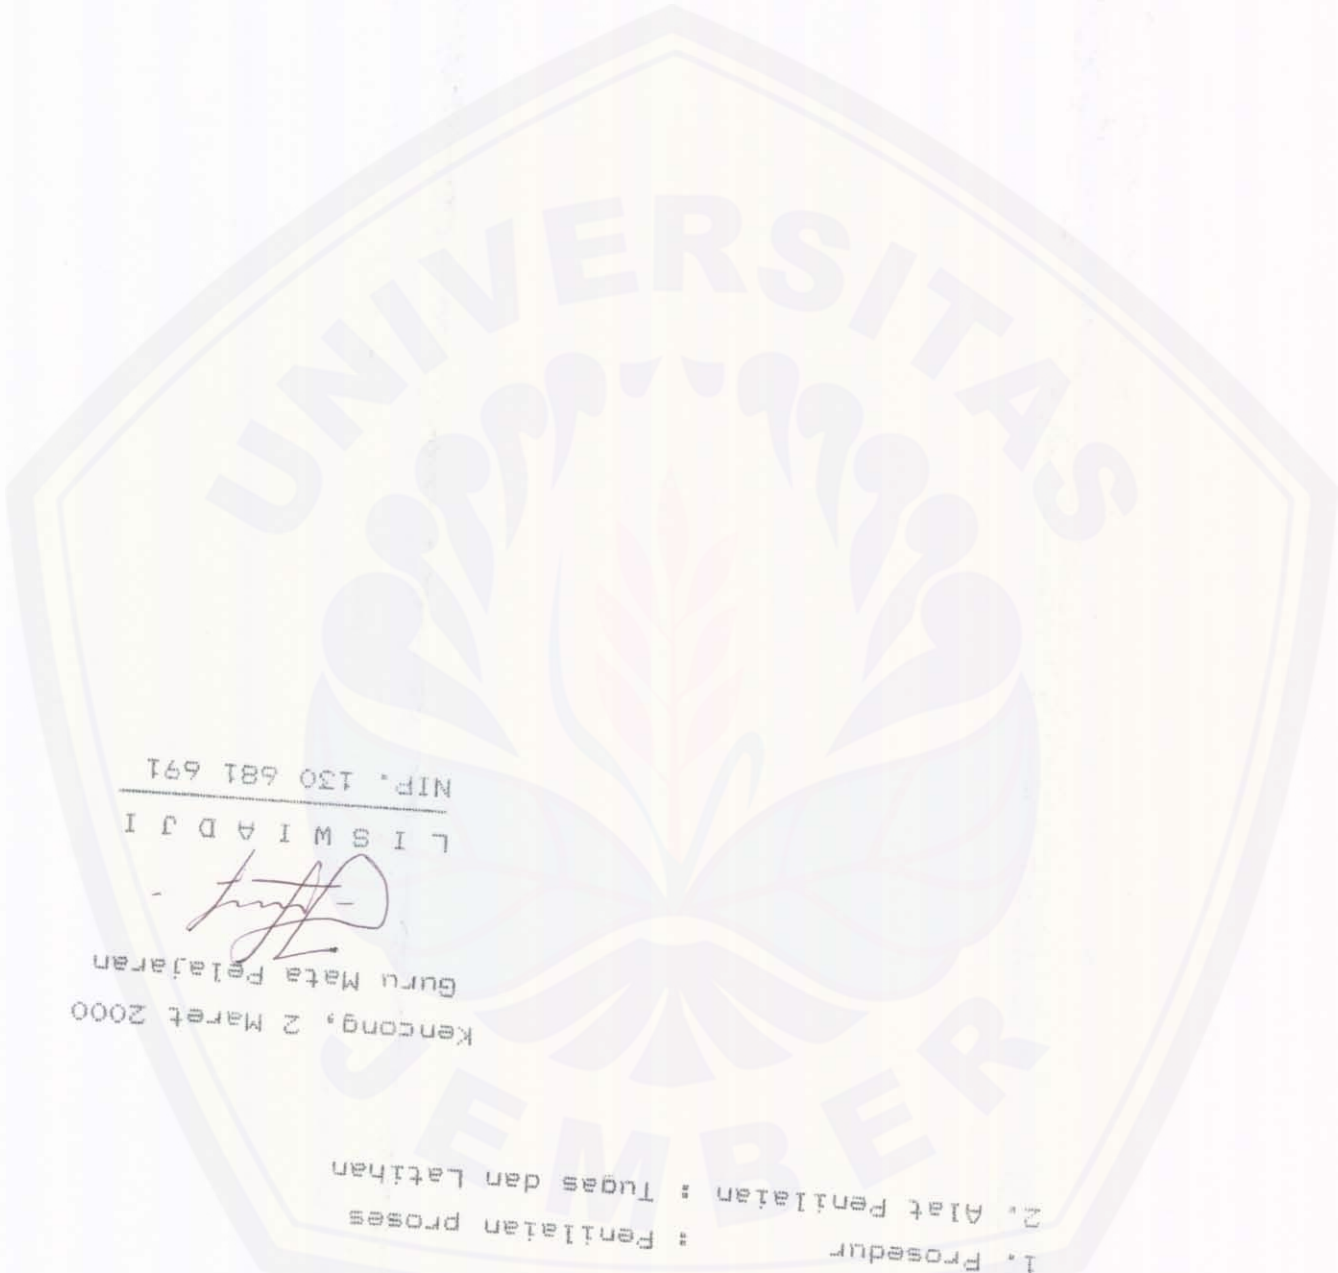 1. Prosedur : Penilaian proses
2. Alat Penilaian : Tugas dan Latihan
Kencong, 2 Maret 2000
Guru Mata Pelajaran
L I S W I A D J I
NIP. 130 681 691
UNIVERSITAS
JEMBER